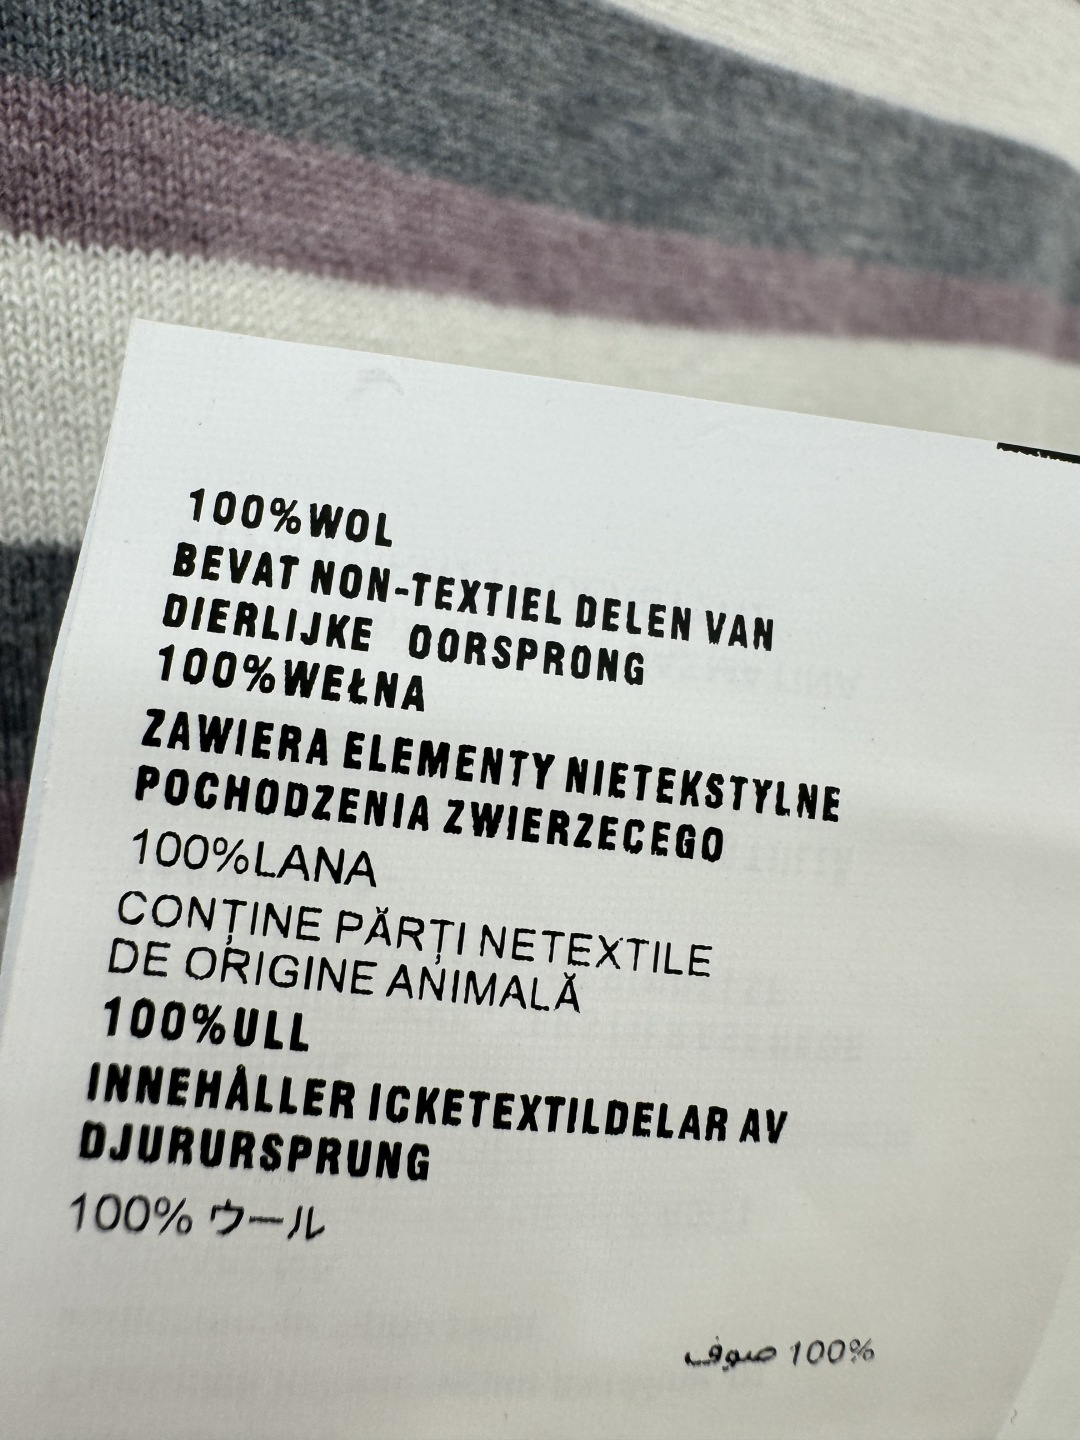 100%WOL
BEVAT NON-TEXTIEL DELEN VAN
DIERLIJKE OORSPRONG
100%WEŁNA
ZAWIERA ELEMENTY NIETEKSTYLNE
POCHODZENIA ZWIERZECEGO
100%LANA
CONȚINE PĂRȚI NETEXTILE
DE ORIGINE ANIMALĂ
100%ULL
INNEHÅLLER ICKETEXTILDELAR AV
DJURURSPRUNG
100% ウール
100% صوف